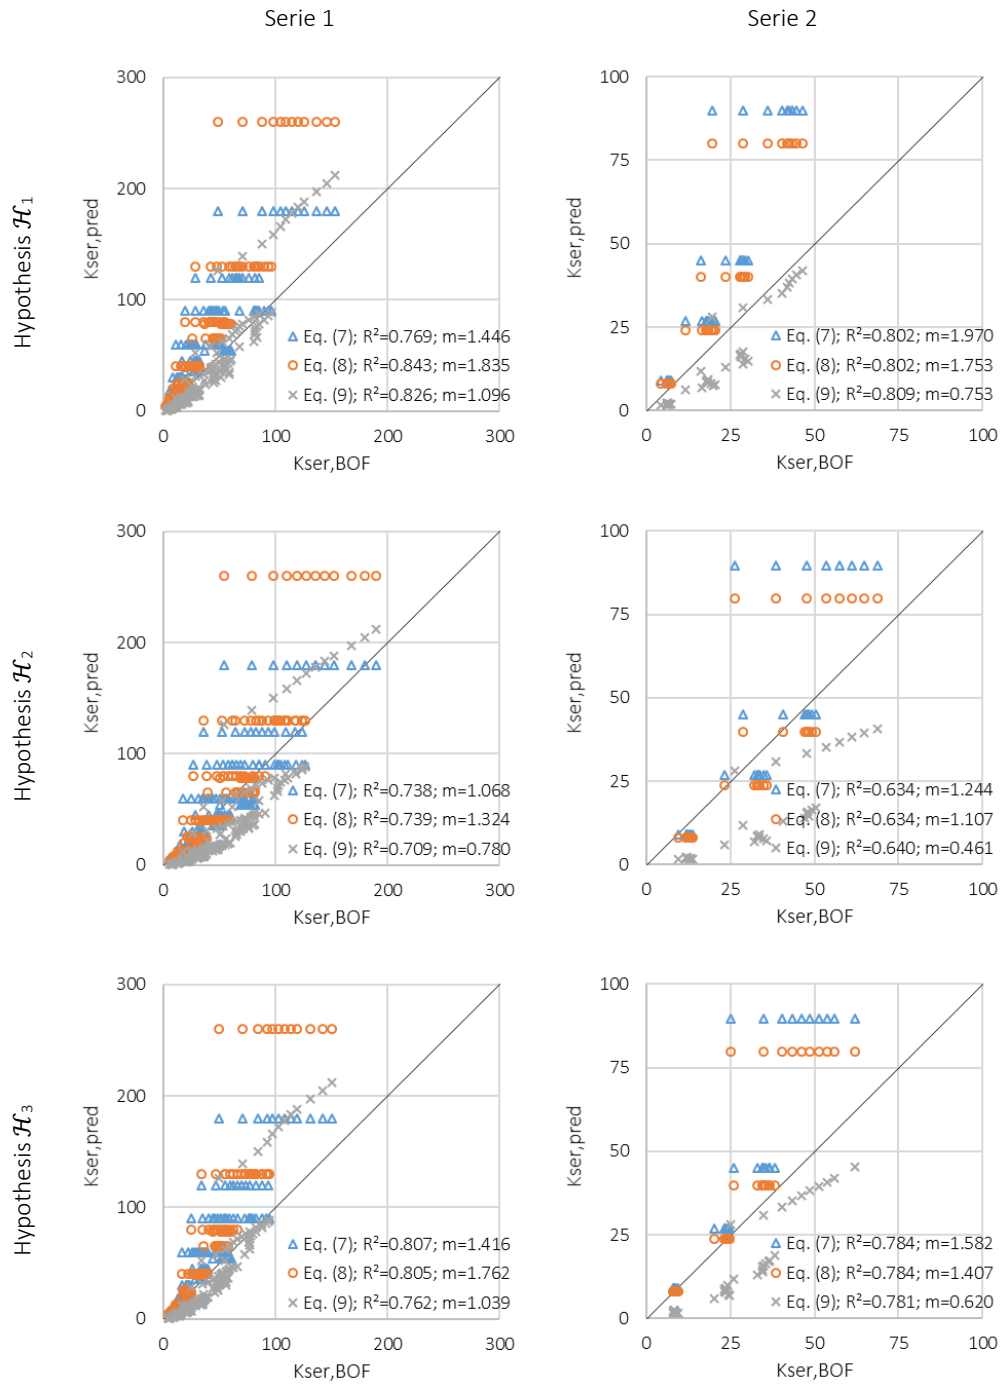 Serie 1
Serie 2
Hypothesis ℋ1
Kser,pred
300
200
100
0
0
100
200
300
Kser,BOF
Eq. (7); R²=0.769; m=1.446
Eq. (8); R²=0.843; m=1.835
Eq. (9); R²=0.826; m=1.096
Kser,pred
100
75
50
25
0
0
25
50
75
100
Kser,BOF
Eq. (7); R²=0.802; m=1.970
Eq. (8); R²=0.802; m=1.753
Eq. (9); R²=0.809; m=0.753
Hypothesis ℋ2
Kser,pred
300
200
100
0
0
100
200
300
Kser,BOF
Eq. (7); R²=0.738; m=1.068
Eq. (8); R²=0.739; m=1.324
Eq. (9); R²=0.709; m=0.780
Kser,pred
100
75
50
25
0
0
25
50
75
100
Kser,BOF
Eq. (7); R²=0.634; m=1.244
Eq. (8); R²=0.634; m=1.107
Eq. (9); R²=0.640; m=0.461
Hypothesis ℋ3
Kser,pred
300
200
100
0
0
100
200
300
Kser,BOF
Eq. (7); R²=0.807; m=1.416
Eq. (8); R²=0.805; m=1.762
Eq. (9); R²=0.762; m=1.039
Kser,pred
100
75
50
25
0
0
25
50
75
100
Kser,BOF
Eq. (7); R²=0.784; m=1.582
Eq. (8); R²=0.784; m=1.407
Eq. (9); R²=0.781; m=0.620